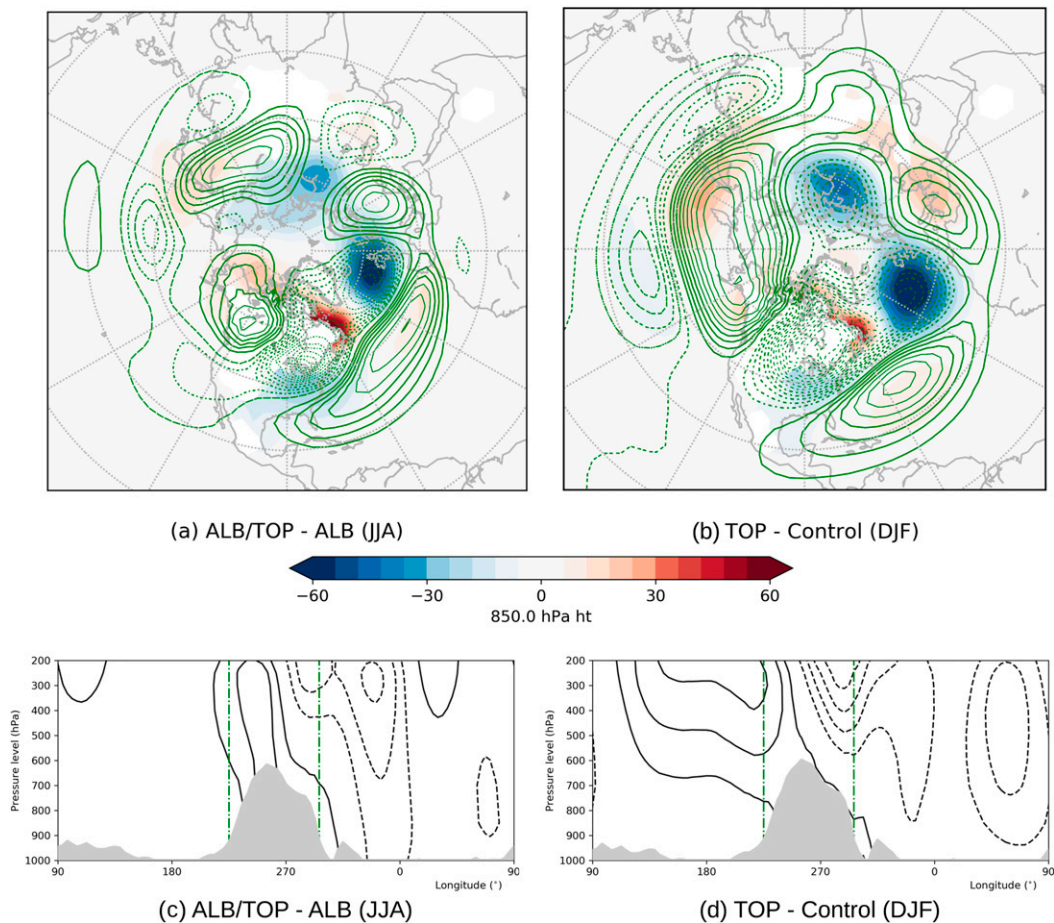 (a) ALB/TOP - ALB (JJA)
(b) TOP - Control (DJF)
−60 −30 0 30 60
850.0 hPa ht
200
300
400
500
600
700
800
900
1000
Pressure level (hPa)
90 180 270 0 90
Longitude (˚)
(c) ALB/TOP - ALB (JJA)
200
300
400
500
600
700
800
900
1000
Pressure level (hPa)
90 180 270 0 90
Longitude (˚)
(d) TOP - Control (DJF)